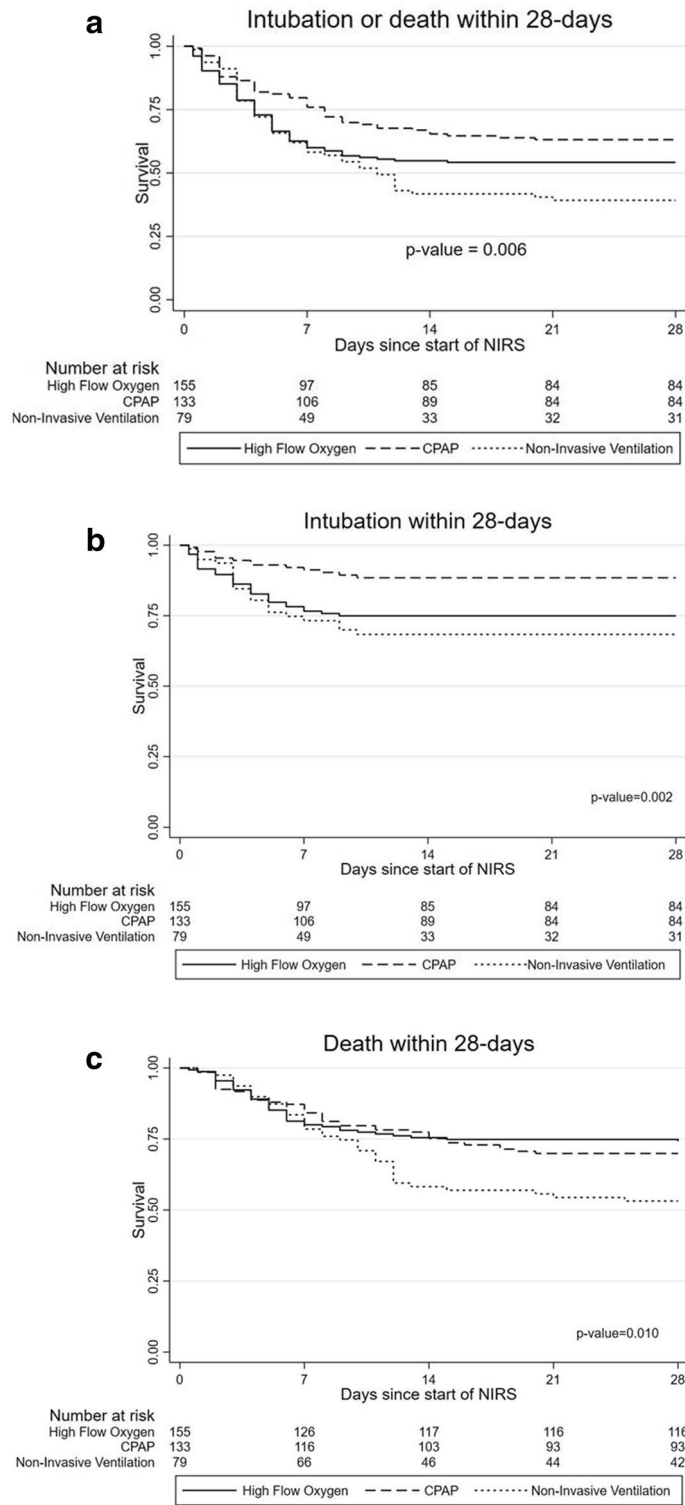 a
Intubation or death within 28-days
1.00
0.75
0.50
0.25
0.00
Survival
p-value = 0.006
0 7 14 21 28
Days since start of NIRS
Number at risk
High Flow Oxygen 155 97 85 84 84
CPAP 133 106 89 84 84
Non-Invasive Ventilation 79 49 33 32 31
High Flow Oxygen CPAP Non-Invasive Ventilation
b
Intubation within 28-days
1.00
0.75
0.50
0.25
0.00
Survival
p-value=0.002
0 7 14 21 28
Days since start of NIRS
Number at risk
High Flow Oxygen 155 97 85 84 84
CPAP 133 106 89 84 84
Non-Invasive Ventilation 79 49 33 32 31
High Flow Oxygen CPAP Non-Invasive Ventilation
c
Death within 28-days
1.00
0.75
0.50
0.25
0.00
Survival
p-value=0.010
0 7 14 21 28
Days since start of NIRS
Number at risk
High Flow Oxygen 155 126 117 116 116
CPAP 133 116 103 93 93
Non-Invasive Ventilation 79 66 46 44 42
High Flow Oxygen CPAP Non-Invasive Ventilation